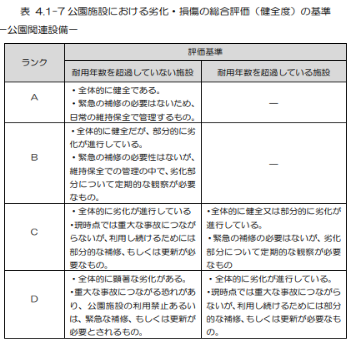 表 4.1-7 公園施設における劣化・損傷の総合評価（健全度）の基準
－公園関連設備－
ランク
評価基準
耐用年数を超過していない施設
耐用年数を超過している施設
A
・全体的に健全である。
・緊急の補修の必要はないため、
日常の維持保全で管理するもの。
―
B
・全体的に健全だが、部分的に劣
化が進行している。
・緊急の補修の必要性はないが、
維持保全での管理の中で、劣化部
分について定期的な観察が必要
なもの。
―
C
・全体的に劣化が進行している
・現時点では重大な事故につなが
らないが、利用し続けるためには
部分的な補修、もしくは更新が必
要なもの。
・全体的に健全又は部分的に劣化が
進行している。
・緊急の補修の必要はないが、劣化
部分について定期的な観察が必要
なもの
D
・全体的に顕著な劣化がある。
・重大な事故につながる恐れがあ
り、公園施設の利用禁止あるい
は、緊急な補修、もしくは更新が
必要とされるもの。
・全体的に劣化が進行している。
・現時点では重大な事故につながら
ないが、利用し続けるためには部分
的な補修、もしくは更新が必要なも
の。